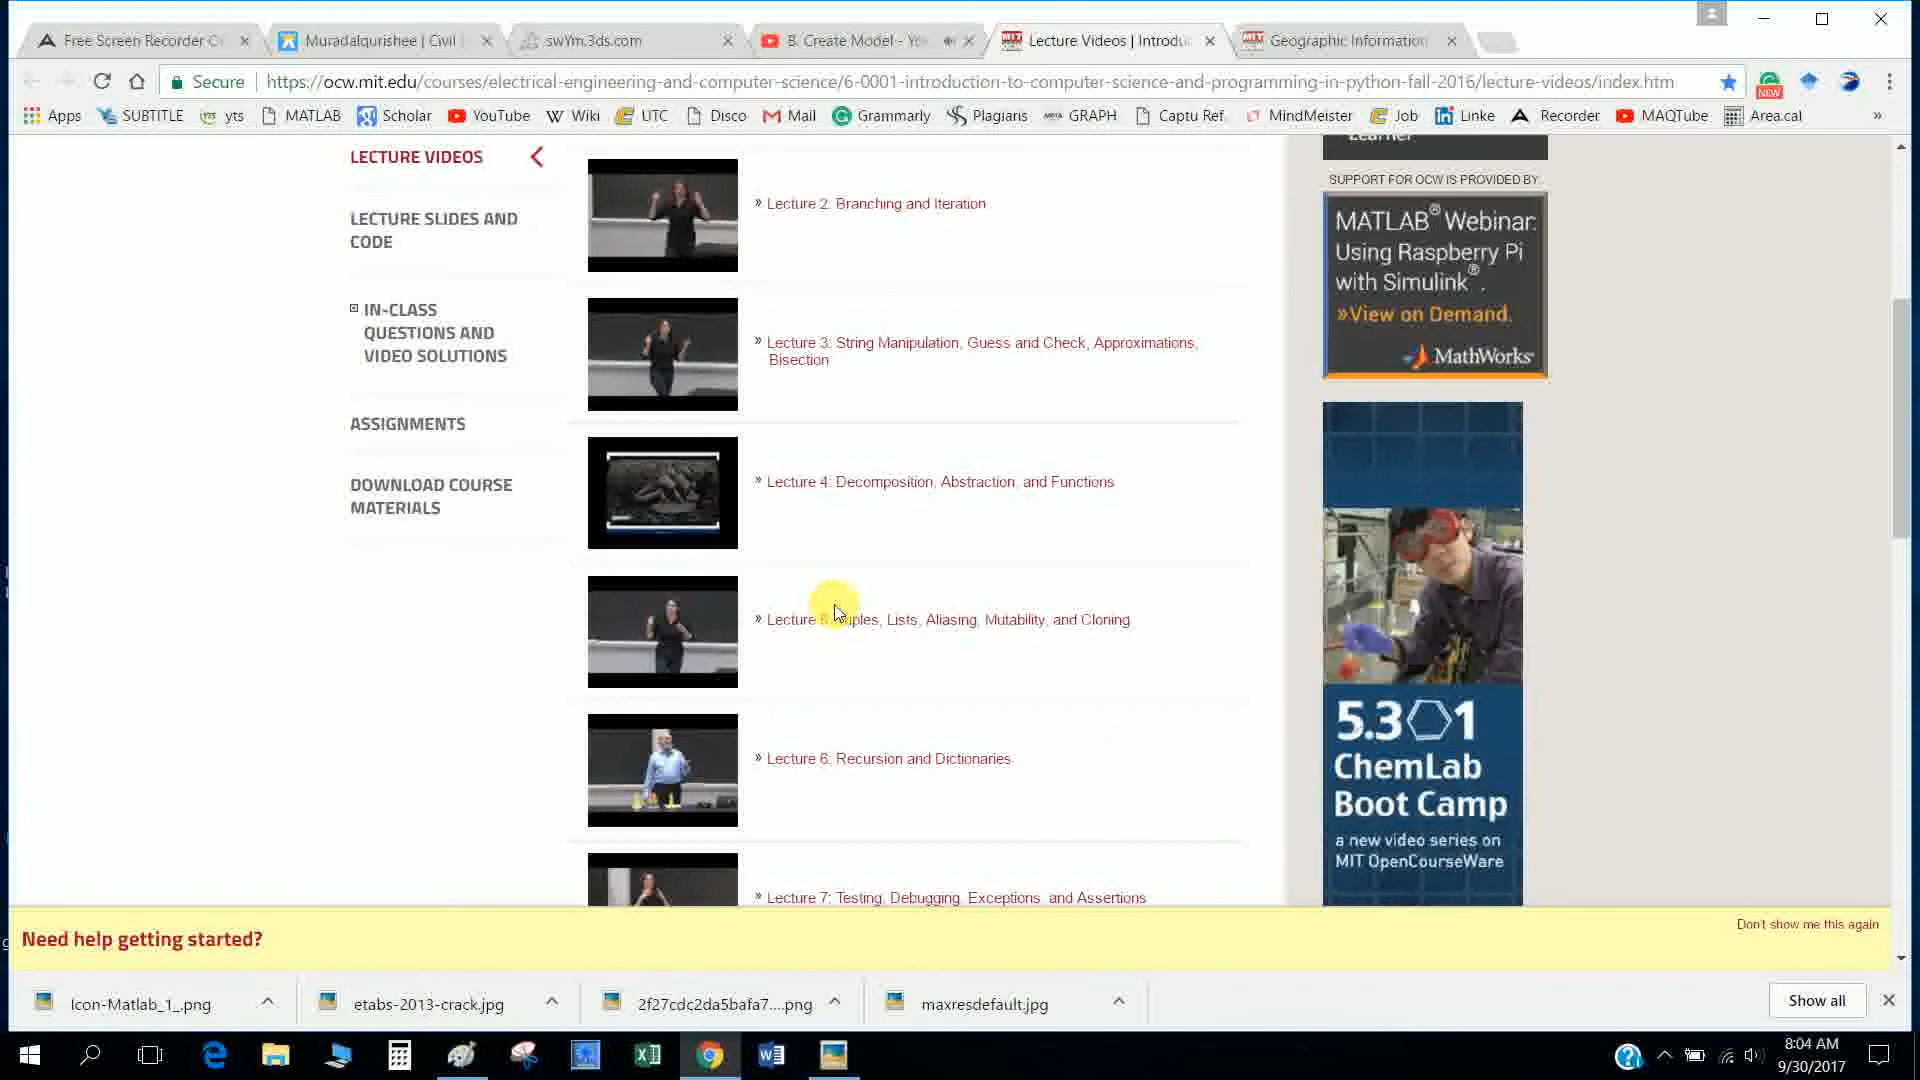 Free Screen Recorder
Muradalqurishee | Civil
swYm.3ds.com
B. Create Model - Yo
Lecture Videos | Introdu
Geographic Information
Secure
https://ocw.mit.edu/courses/electrical-engineering-and-computer-science/6-0001-introduction-to-computer-science-and-programming-in-python-fall-2016/lecture-videos/index.htm
NEW
Apps
SUBTITLE
yts
MATLAB
Scholar
YouTube
Wiki
UTC
Disco
Mail
Grammarly
Plagiaris
GRAPH
Captu Ref.
MindMeister
Job
Linke
Recorder
MAQTube
Area.cal
»
LECTURE VIDEOS
LECTURE SLIDES AND
CODE
IN-CLASS
QUESTIONS AND
VIDEO SOLUTIONS
ASSIGNMENTS
DOWNLOAD COURSE
MATERIALS
» Lecture 2: Branching and Iteration
» Lecture 3: String Manipulation, Guess and Check, Approximations,
Bisection
» Lecture 4: Decomposition, Abstraction, and Functions
» Lecture Lists, Aliasing, Mutability, and Cloning
» Lecture 6: Recursion and Dictionaries
» Lecture 7: Testing, Debugging, Exceptions, and Assertions
Learner
SUPPORT FOR OCW IS PROVIDED BY:
MATLAB® Webinar:
Using Raspberry Pi
with Simulink®.
»View on Demand.
MathWorks®
5.301
ChemLab
Boot Camp
a new video series on
MIT OpenCourseWare
Need help getting started?
Don't show me this again
Icon-Matlab_1_.png
etabs-2013-crack.jpg
2f27cdc2da5bafa7....png
maxresdefault.jpg
Show all
8:04 AM
9/30/2017